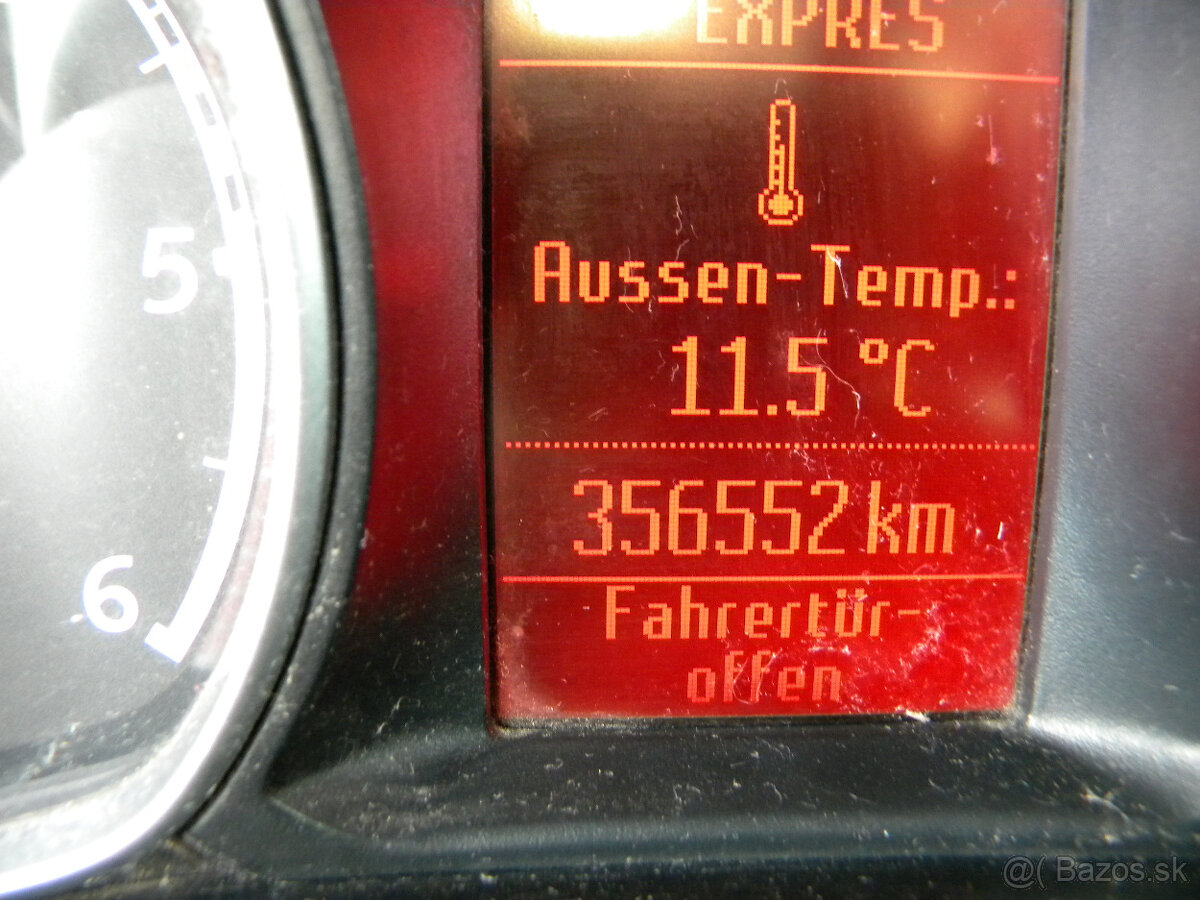 EXPRES
Aussen-Temp.:
11.5 °C
356552 km
Fahrertür-
offen
5
6
@( Bazos.sk